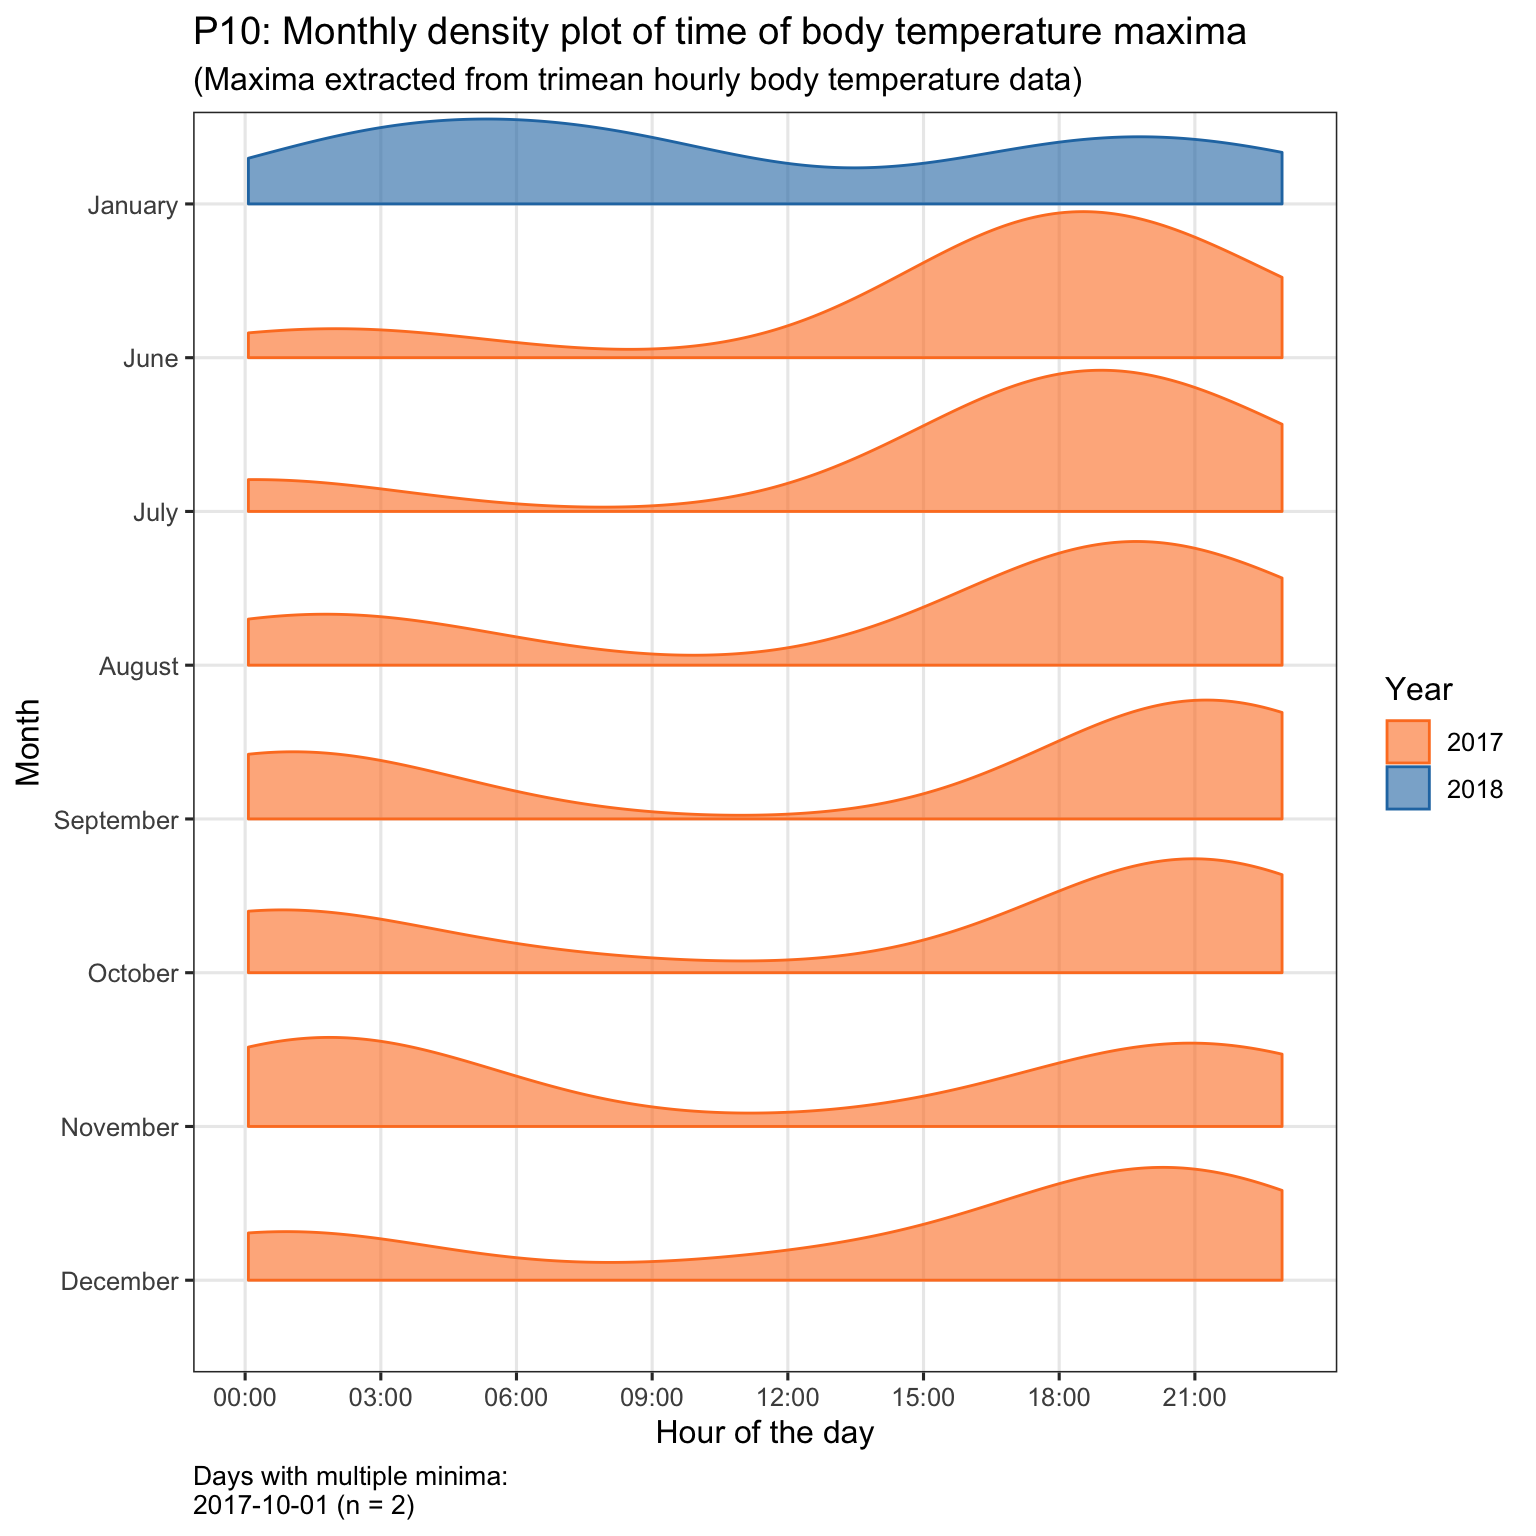 P10: Monthly density plot of time of body temperature maxima
(Maxima extracted from trimean hourly body temperature data)
January
June
July
August
September
October
November
December
Month
Year
2017
2018
00:00 03:00 06:00 09:00 12:00 15:00 18:00 21:00
Hour of the day
Days with multiple minima:
2017-10-01 (n = 2)